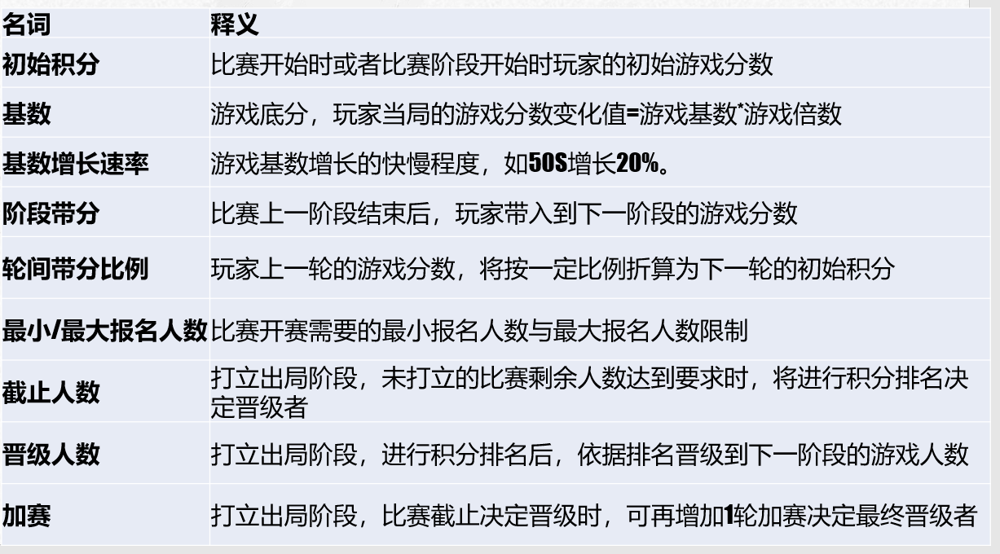 名词 释义
初始积分 比赛开始时或者比赛阶段开始时玩家的初始游戏分数
基数 游戏底分，玩家当局的游戏分数变化值=游戏基数*游戏倍数
基数增长速率 游戏基数增长的快慢程度，如50S增长20%。
阶段带分 比赛上一阶段结束后，玩家带入到下一阶段的游戏分数
轮间带分比例 玩家上一轮的游戏分数，将按一定比例折算为下一轮的初始积分
最小/最大报名人数 比赛开赛需要的最小报名人数与最大报名人数限制
截止人数 打立出局阶段，未打立的比赛剩余人数达到要求时，将进行积分排名决
定晋级者
晋级人数 打立出局阶段，进行积分排名后，依据排名晋级到下一阶段的游戏人数
加赛 打立出局阶段，比赛截止决定晋级时，可再增加1轮加赛决定最终晋级者